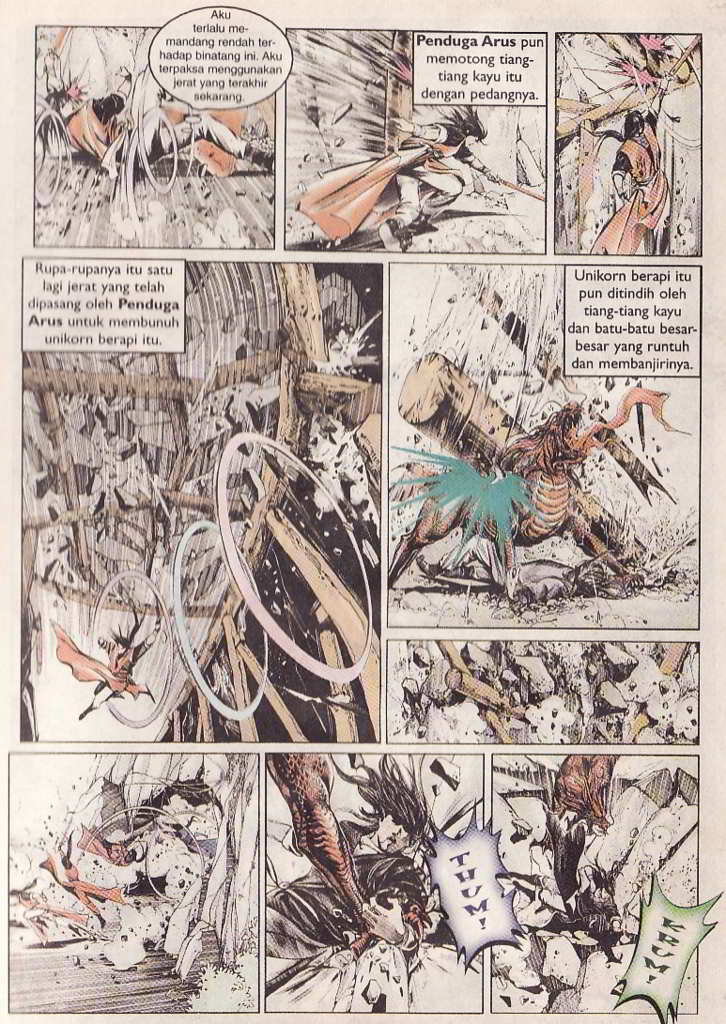 Aku
terlalu me-
mandang rendah ter-
hadap binatang ini. Aku
terpaksa menggunakan
jerat yang terakhir
sekarang.
Penduga Arus pun
memotong tiang-
tiang kayu itu
dengan pedangnya.
Rupa-rupanya itu satu
lagi jerat yang telah
dipasang oleh Penduga
Arus untuk membunuh
unikorn berapi itu.
Unikorn berapi itu
pun ditindih oleh
tiang-tiang kayu
dan batu-batu besar-
besar yang runtuh
dan membanjirinya.
THUM!